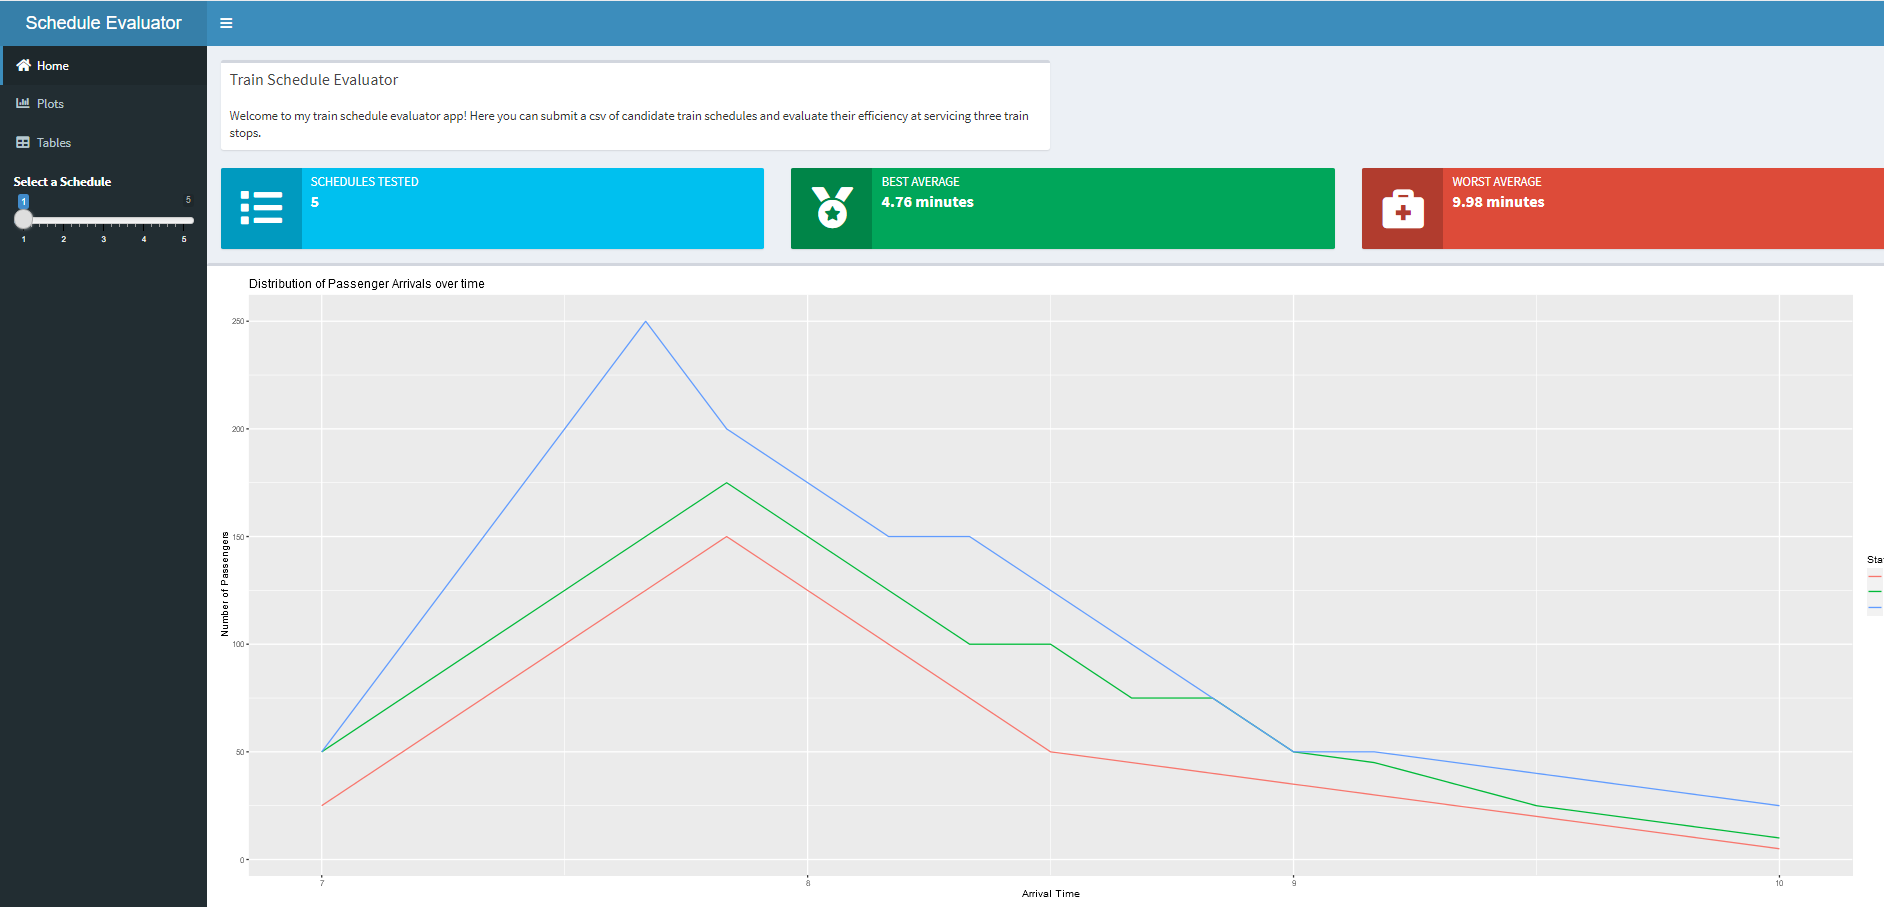 Schedule Evaluator
Home
Plots
Tables
Select a Schedule
1
5
1 2 3 4 5
Train Schedule Evaluator
Welcome to my train schedule evaluator app! Here you can submit a csv of candidate train schedules and evaluate their efficiency at servicing three train
stops.
SCHEDULES TESTED
5
BEST AVERAGE
4.76 minutes
WORST AVERAGE
9.98 minutes
Distribution of Passenger Arrivals over time
Number of Passengers
250
200
150
100
50
0
7 8 9 10
Arrival Time